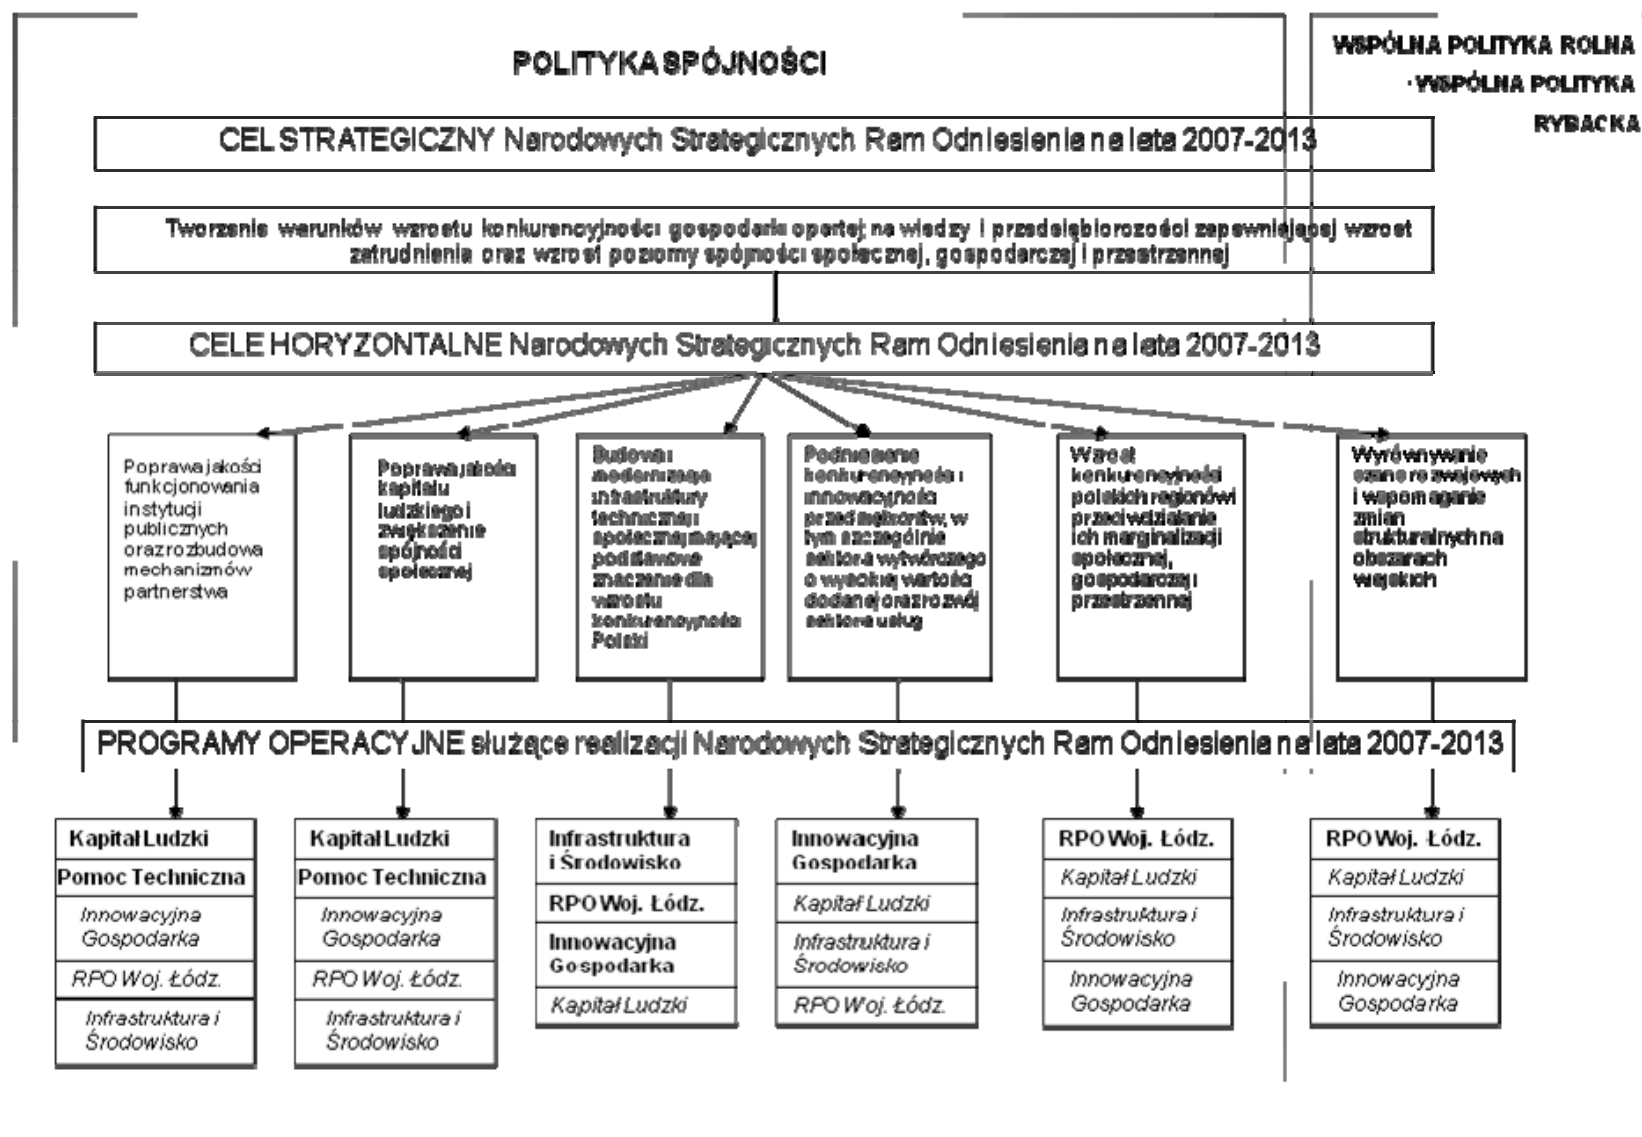 POLITYKA SPÓJNOŚCI
WSPÓLNA POLITYKA ROLNA
·WSPÓLNA POLITYKA
RYBACKA
CEL STRATEGICZNY Narodowych Strategicznych Ram Odniesienia na lata 2007-2013
Tworzenie warunków wzrostu konkurencyjności gospodarki opartej na wiedzy i przedsiębiorczości zapewniającej wzrost
zatrudnienia oraz wzrost poziomu spójności społecznej, gospodarczej i przestrzennej
CELE HORYZONTALNE Narodowych Strategicznych Ram Odniesienia na lata 2007-2013
Poprawa jakości
funkcjonowania
instytucji
publicznych
oraz rozbudowa
mechanizmów
partnerstwa
Poprawa jakości
kapitału
ludzkiego i
zwiększenie
spójności
społecznej
Budowa i
modernizacja
infrastruktury
technicznej i
społecznej mającej
podstawowe
znaczenie dla
wzrostu
konkurencyjności
Polski
Podniesienie
konkurencyjności i
innowacyjności
przedsiębiorstw, w
tym szczególnie
sektora wytwórczego
o wysokiej wartości
dodanej oraz rozwój
sektora usług
Wzrost
konkurencyjności
polskich regionów i
przeciwdziałanie
ich marginalizacji
społecznej,
gospodarczej i
przestrzennej
Wyrównywanie
szans rozwojowych
i wspomaganie
zmian
strukturalnych na
obszarach
wiejskich
PROGRAMY OPERACYJNE służące realizacji Narodowych Strategicznych Ram Odniesienia na lata 2007-2013
Kapitał Ludzki
Pomoc Techniczna
Innowacyjna
Gospodarka
RPO Woj. Łódz.
Infrastruktura i
Środowisko
Kapitał Ludzki
Pomoc Techniczna
Innowacyjna
Gospodarka
RPO Woj. Łódz.
Infrastruktura i
Środowisko
Infrastruktura
i Środowisko
RPO Woj. Łódz.
Innowacyjna
Gospodarka
Kapitał Ludzki
Innowacyjna
Gospodarka
Kapitał Ludzki
Infrastruktura i
Środowisko
RPO Woj. Łódz.
RPO Woj. Łódz.
Kapitał Ludzki
Infrastruktura i
Środowisko
Innowacyjna
Gospodarka
RPO Woj. Łódz.
Kapitał Ludzki
Infrastruktura i
Środowisko
Innowacyjna
Gospodarka